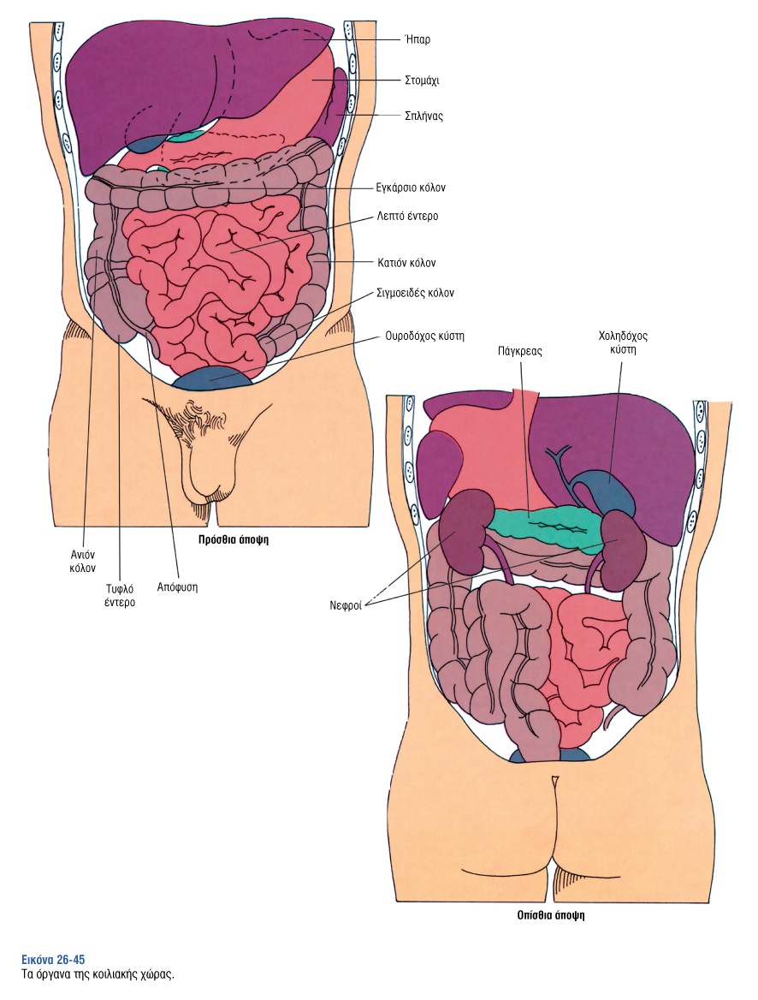 Ήπαρ
Στομάχι
Σπλήνας
Εγκάρσιο κόλον
Λεπτό έντερο
Κατιόν κόλον
Σιγμοειδές κόλον
Ουροδόχος κύστη
Πάγκρεας
Χοληδόχος
κύστη
Πρόσθια άποψη
Ανιόν
κόλον
Τυφλό
έντερο
Απόφυση
Νεφροί
Οπίσθια άποψη
Εικόνα 26-45
Τα όργανα της κοιλιακής χώρας.